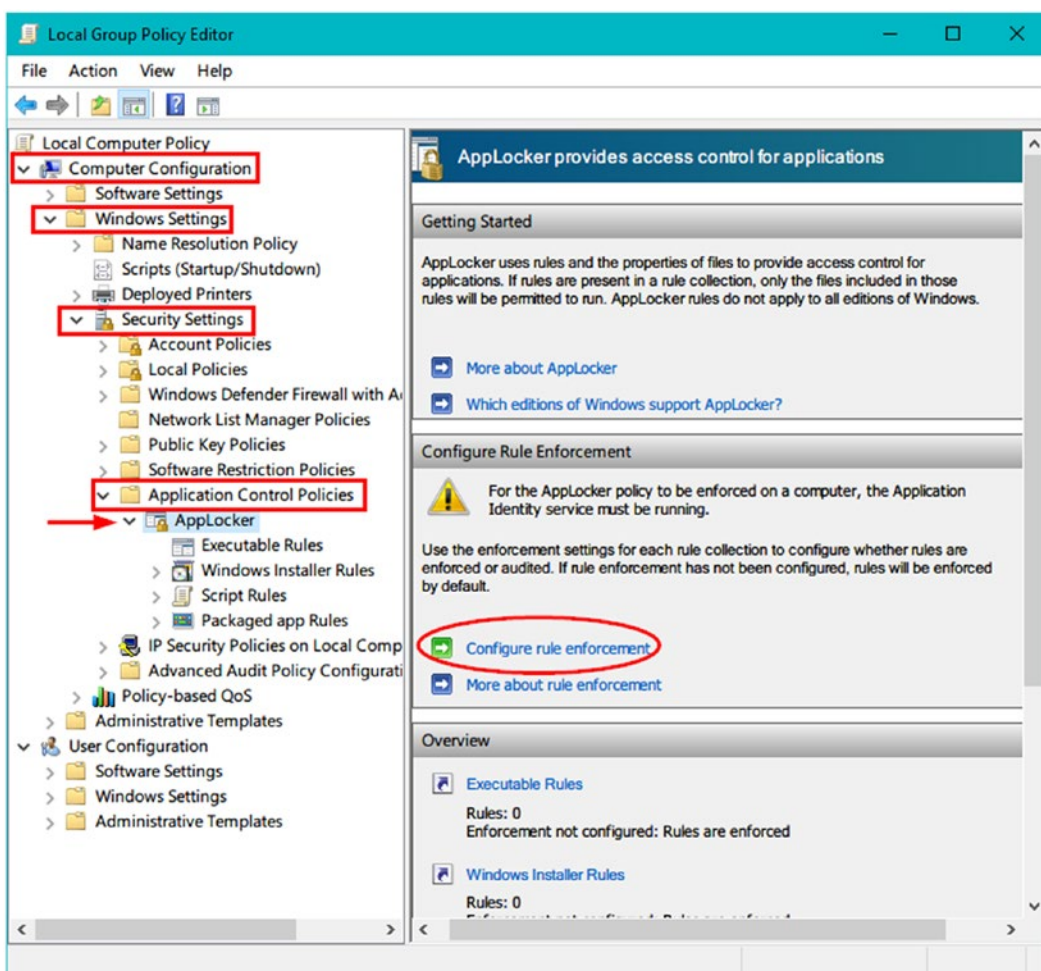 Local Group Policy Editor
File Action View Help
Local Computer Policy
Computer Configuration
Software Settings
Windows Settings
Name Resolution Policy
Scripts (Startup/Shutdown)
Deployed Printers
Security Settings
Account Policies
Local Policies
Windows Defender Firewall with
Network List Manager Policies
Public Key Policies
Software Restriction Policies
Application Control Policies
AppLocker
Executable Rules
Windows Installer Rules
Script Rules
Packaged app Rules
IP Security Policies on Local Comp
Advanced Audit Policy Configurati
Policy-based QoS
Administrative Templates
User Configuration
Software Settings
Windows Settings
Administrative Templates
AppLocker provides access control for applications
Getting Started
AppLocker uses rules and the properties of files to provide access control for
applications. If rules are present in a rule collection, only the files included in those
rules will be permitted to run. AppLocker rules do not apply to all editions of Windows.
More about AppLocker
Which editions of Windows support AppLocker?
Configure Rule Enforcement
For the AppLocker policy to be enforced on a computer, the Application
Identity service must be running.
Use the enforcement settings for each rule collection to configure whether rules are
enforced or audited. If rule enforcement has not been configured, rules will be enforced
by default.
Configure rule enforcement
More about rule enforcement
Overview
Executable Rules
Rules: 0
Enforcement not configured: Rules are enforced
Windows Installer Rules
Rules: 0